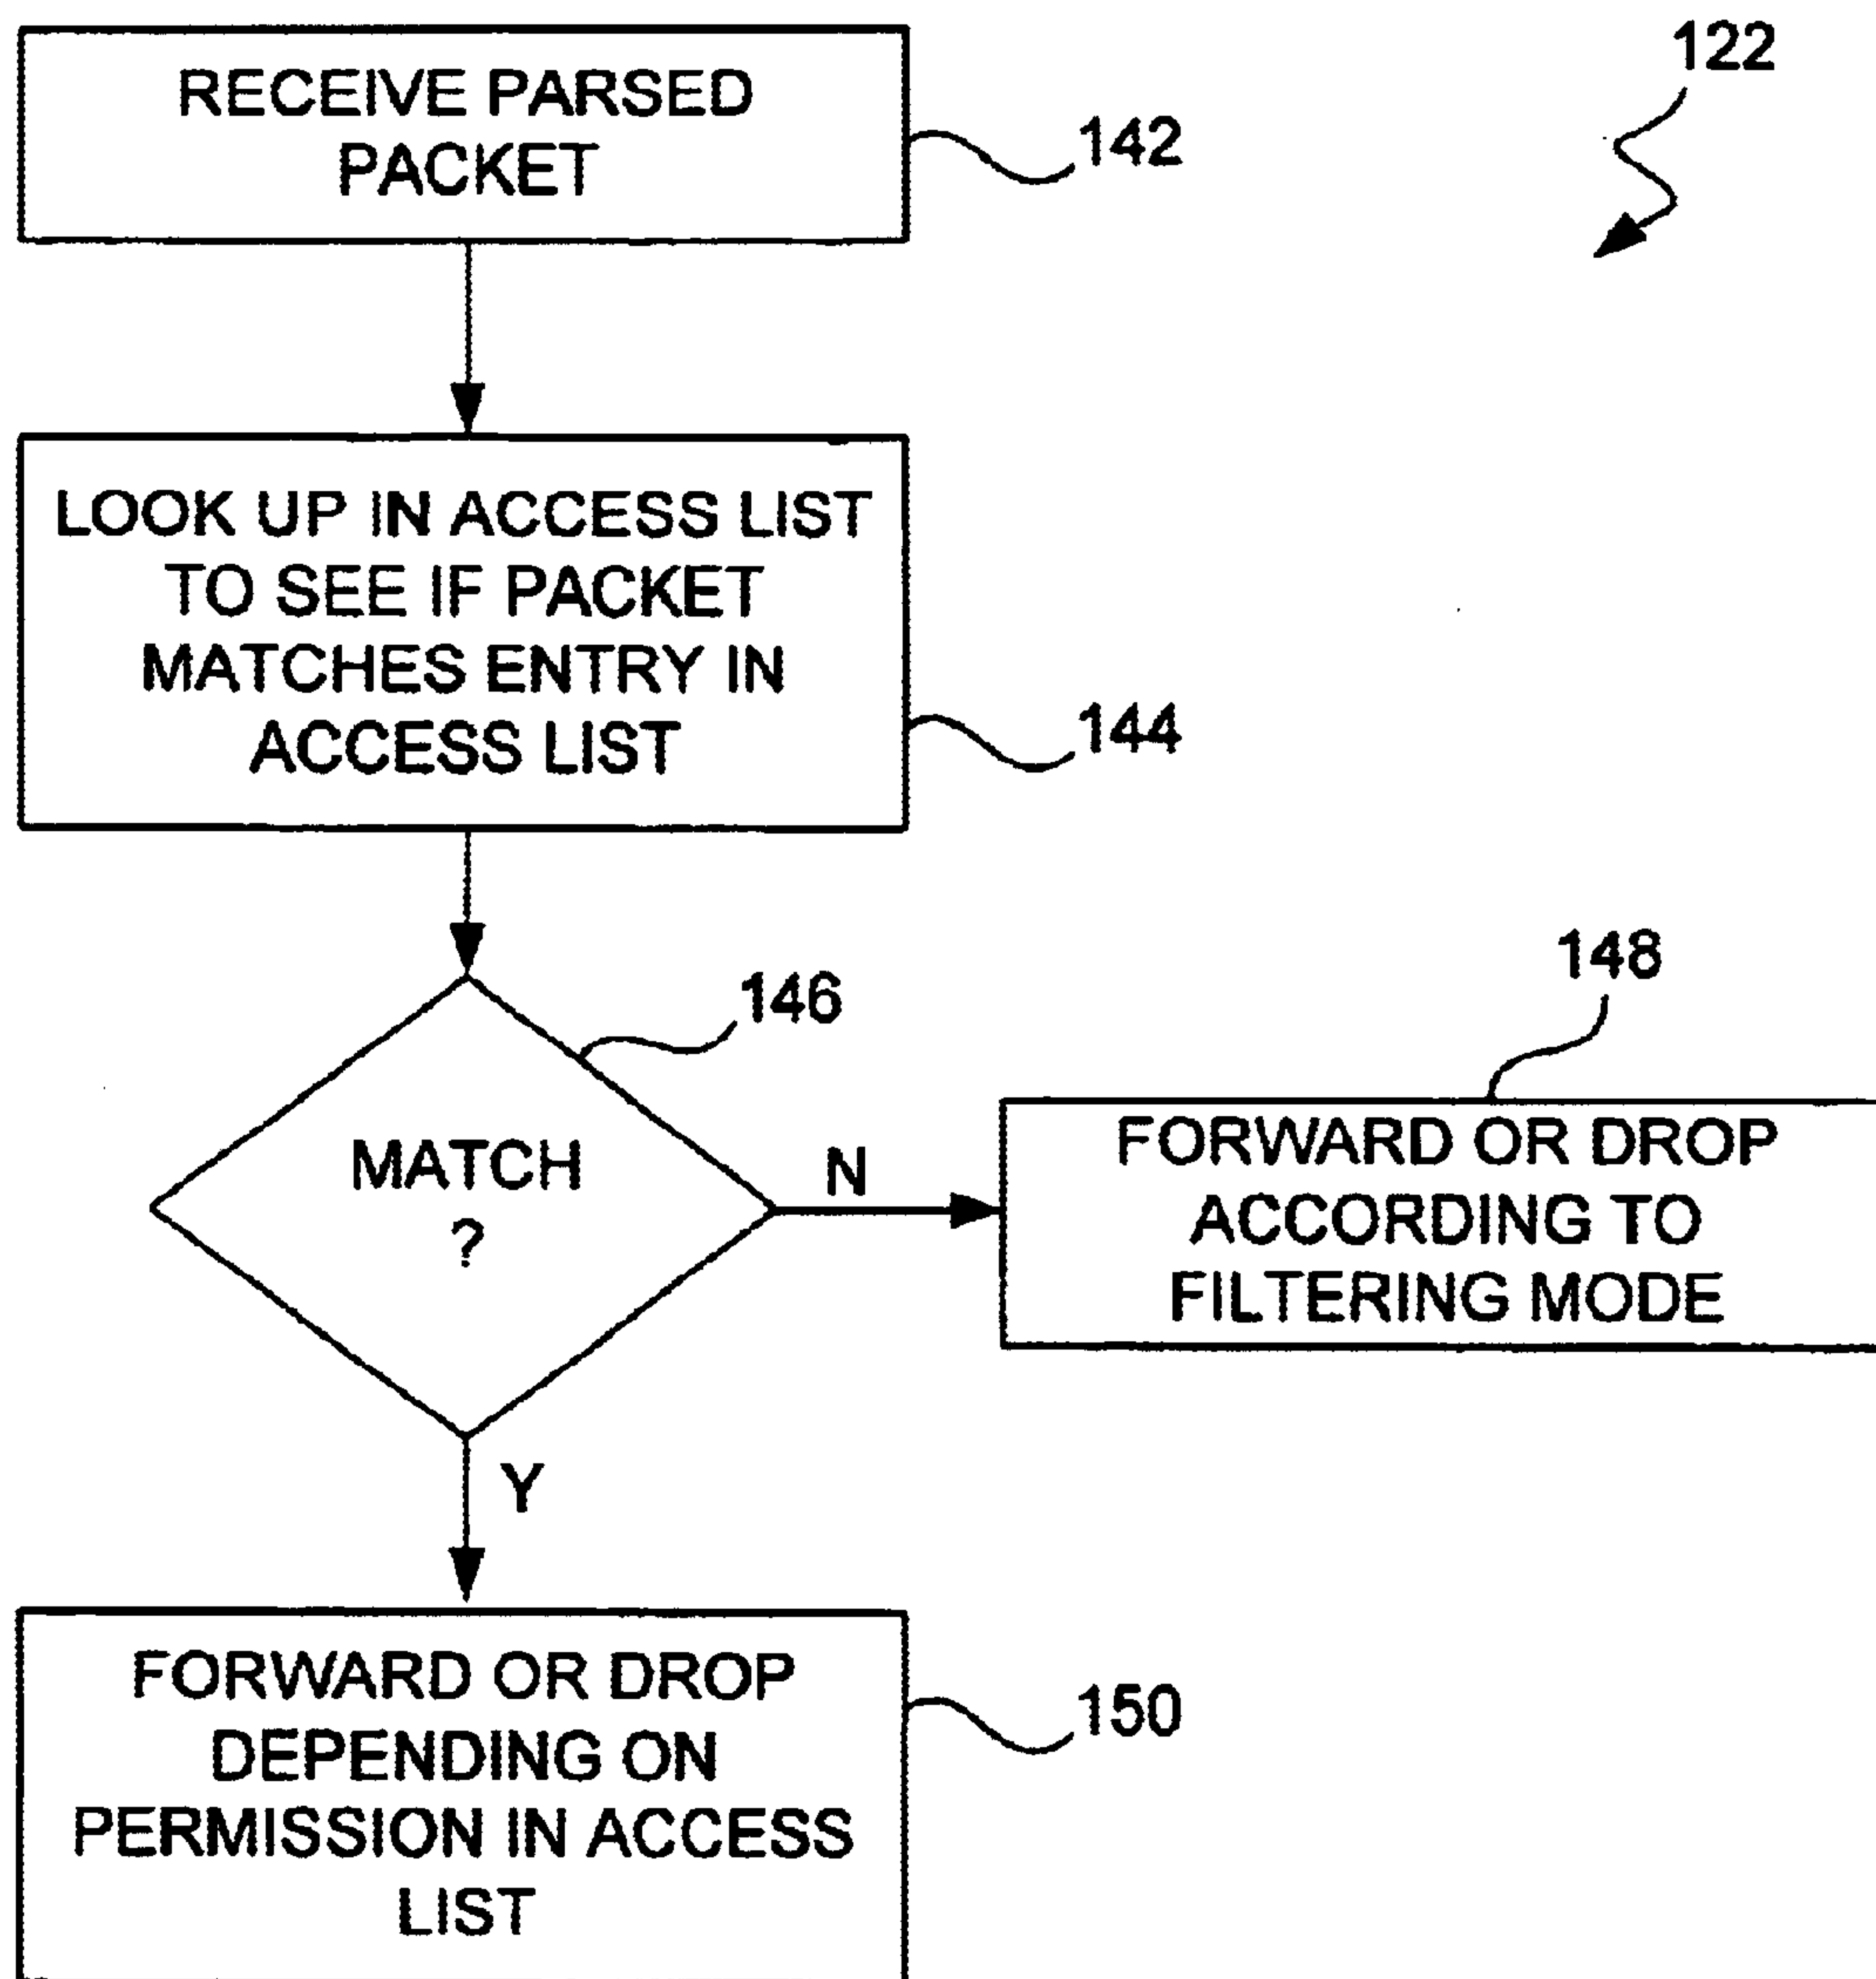 RECEIVE PARSED
PACKET
142
122
LOOK UP IN ACCESS LIST
TO SEE IF PACKET
MATCHES ENTRY IN
ACCESS LIST
144
146
MATCH
?
N
148
FORWARD OR DROP
ACCORDING TO
FILTERING MODE
Y
FORWARD OR DROP
DEPENDING ON
PERMISSION IN ACCESS
LIST
150